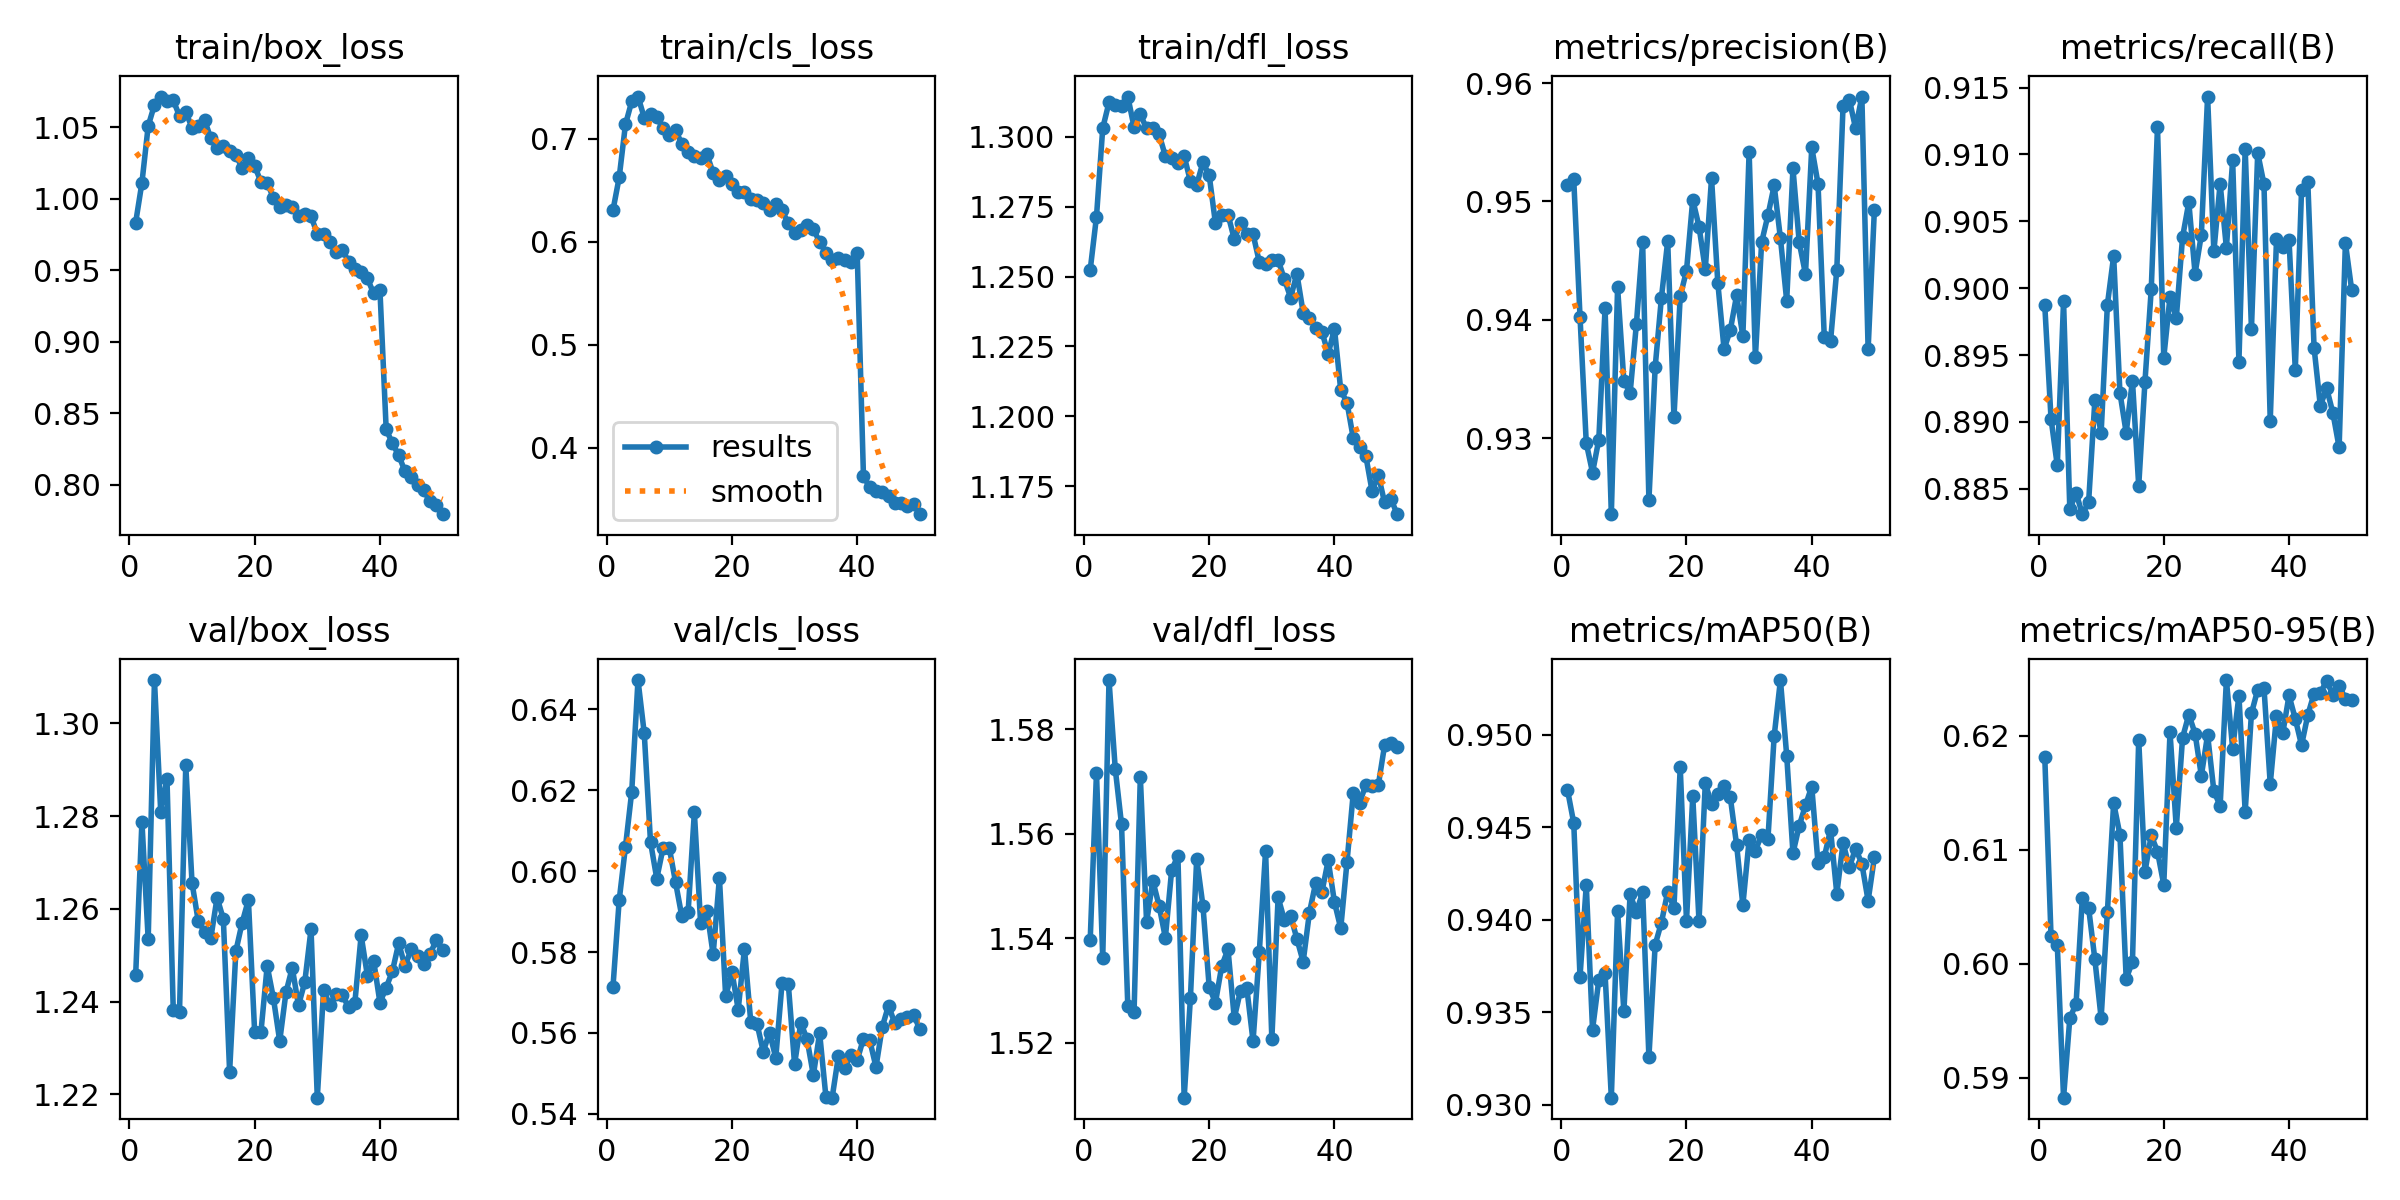 train/box_loss
1.05
1.00
0.95
0.90
0.85
0.80
0 20 40
train/cls_loss
0.7
0.6
0.5
0.4
results
smooth
0 20 40
train/dfl_loss
1.300
1.275
1.250
1.225
1.200
1.175
0 20 40
metrics/precision(B)
0.96
0.95
0.94
0.93
0 20 40
metrics/recall(B)
0.915
0.910
0.905
0.900
0.895
0.890
0.885
0 20 40
val/box_loss
1.30
1.28
1.26
1.24
1.22
0 20 40
val/cls_loss
0.64
0.62
0.60
0.58
0.56
0.54
0 20 40
val/dfl_loss
1.58
1.56
1.54
1.52
0 20 40
metrics/mAP50(B)
0.950
0.945
0.940
0.935
0.930
0 20 40
metrics/mAP50-95(B)
0.62
0.61
0.60
0.59
0 20 40